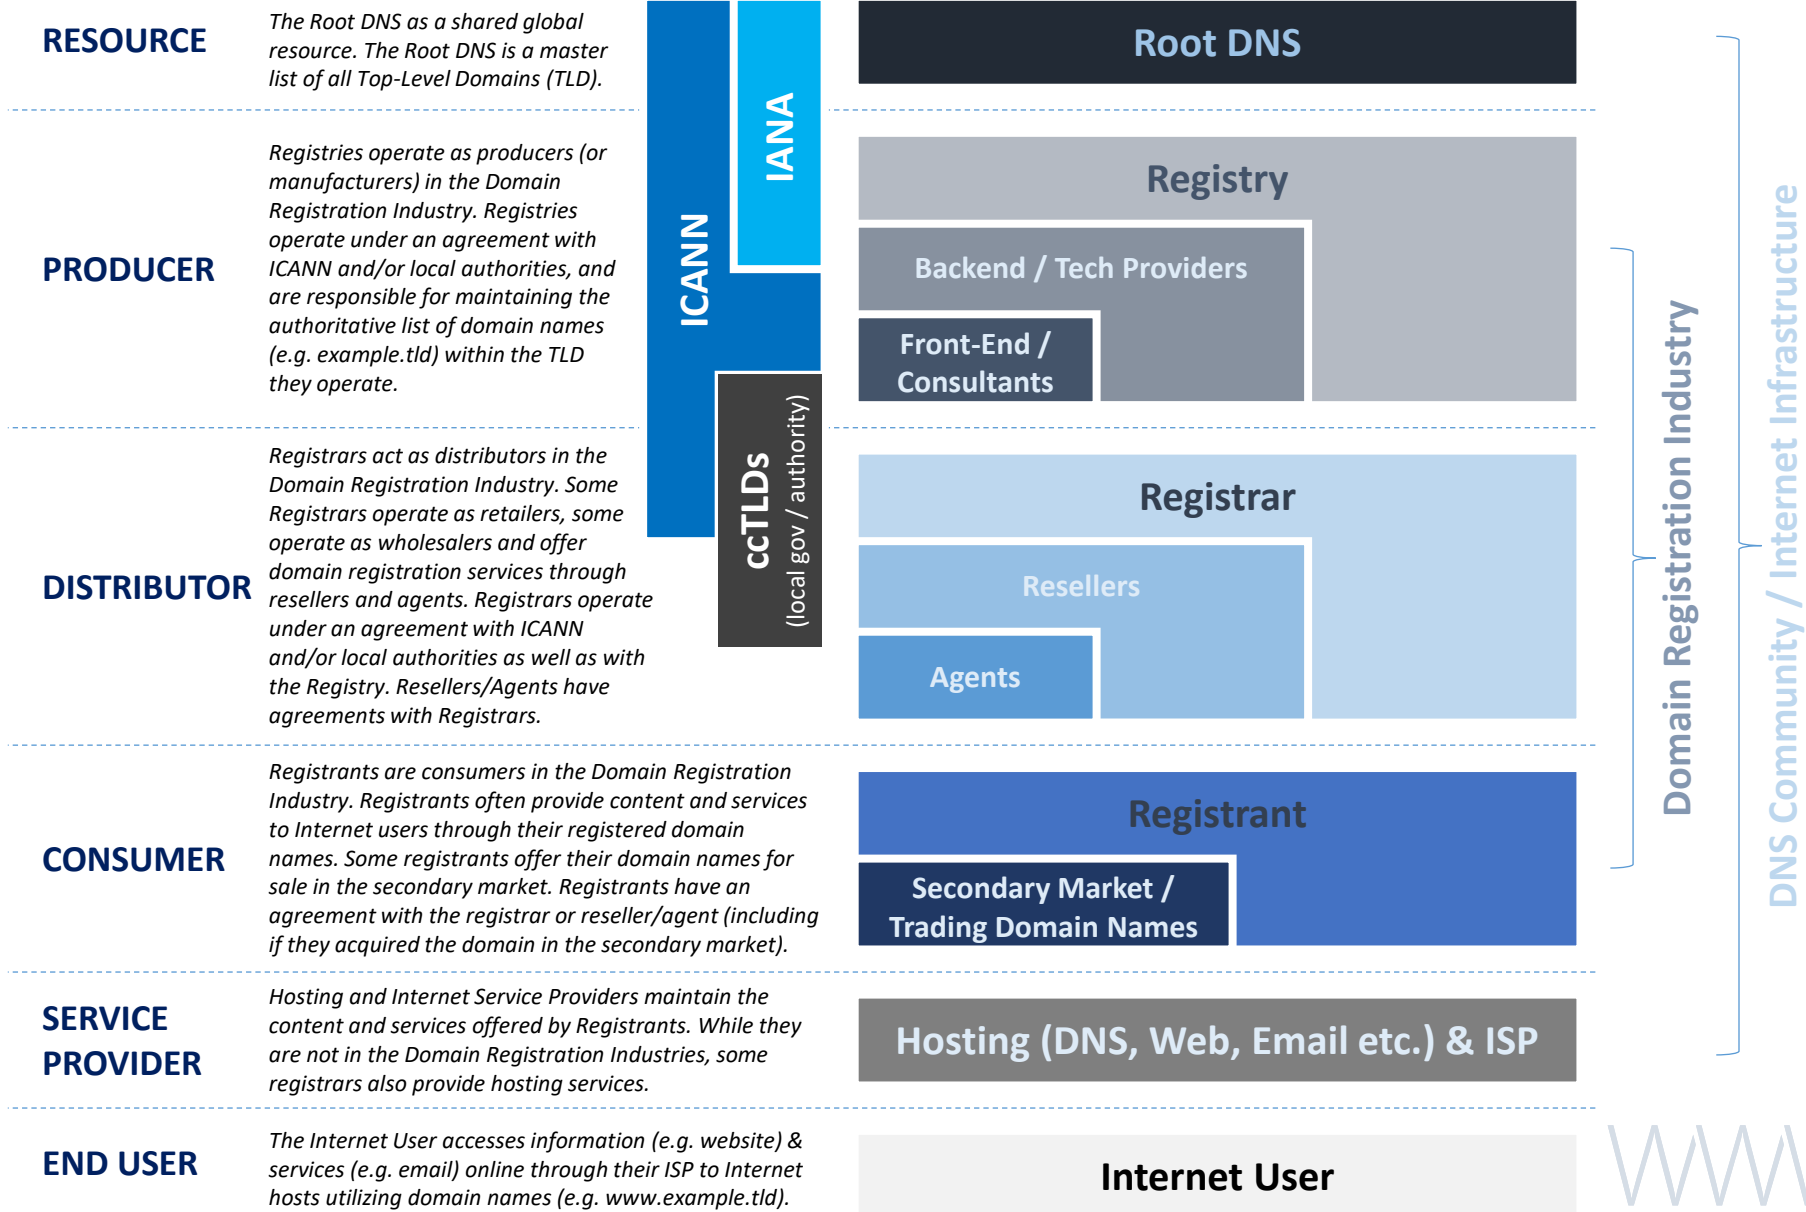 RESOURCE
The Root DNS as a shared global
resource. The Root DNS is a master
list of all Top-Level Domains (TLD).
ICANN
IANA
Root DNS
PRODUCER
Registries operate as producers (or
manufacturers) in the Domain
Registration Industry. Registries
operate under an agreement with
ICANN and/or local authorities, and
are responsible for maintaining the
authoritative list of domain names
(e.g. example.tld) within the TLD
they operate.
Registry
Backend / Tech Providers
Front-End /
Consultants
ccTLDs
(local gov / authority)
DISTRIBUTOR
Registrars act as distributors in the
Domain Registration Industry. Some
Registrars operate as retailers, some
operate as wholesalers and offer
domain registration services through
resellers and agents. Registrars operate
under an agreement with ICANN
and/or local authorities as well as with
the Registry. Resellers/Agents have
agreements with Registrars.
Registrar
Resellers
Agents
CONSUMER
Registrants are consumers in the Domain Registration
Industry. Registrants often provide content and services
to Internet users through their registered domain
names. Some registrants offer their domain names for
sale in the secondary market. Registrants have an
agreement with the registrar or reseller/agent (including
if they acquired the domain in the secondary market).
Registrant
Secondary Market /
Trading Domain Names
SERVICE
PROVIDER
Hosting and Internet Service Providers maintain the
content and services offered by Registrants. While they
are not in the Domain Registration Industries, some
registrars also provide hosting services.
Hosting (DNS, Web, Email etc.) & ISP
END USER
The Internet User accesses information (e.g. website) &
services (e.g. email) online through their ISP to Internet
hosts utilizing domain names (e.g. www.example.tld).
Internet User
Domain Registration Industry
DNS Community / Internet Infrastructure
WWW